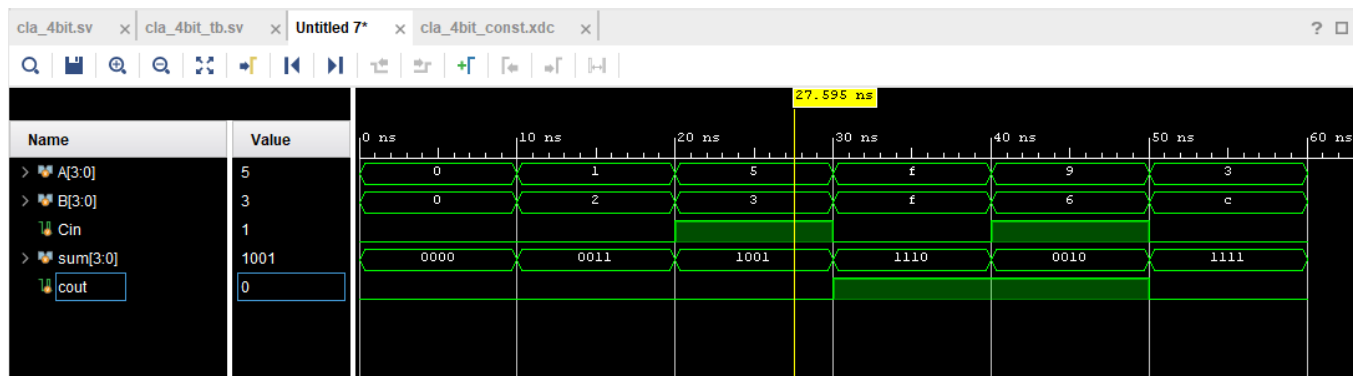 cla_4bit.sv × cla_4bit_tb.sv × Untitled 7* × cla_4bit_const.xdc × ?
27.595 ns
Name Value 0 ns 10 ns 20 ns 30 ns 40 ns 50 ns 60 ns
> A[3:0] 5 0 1 5 f 9 3
> B[3:0] 3 0 2 3 f 6 c
Cin 1
> sum[3:0] 1001 0000 0011 1001 1110 0010 1111
cout 0